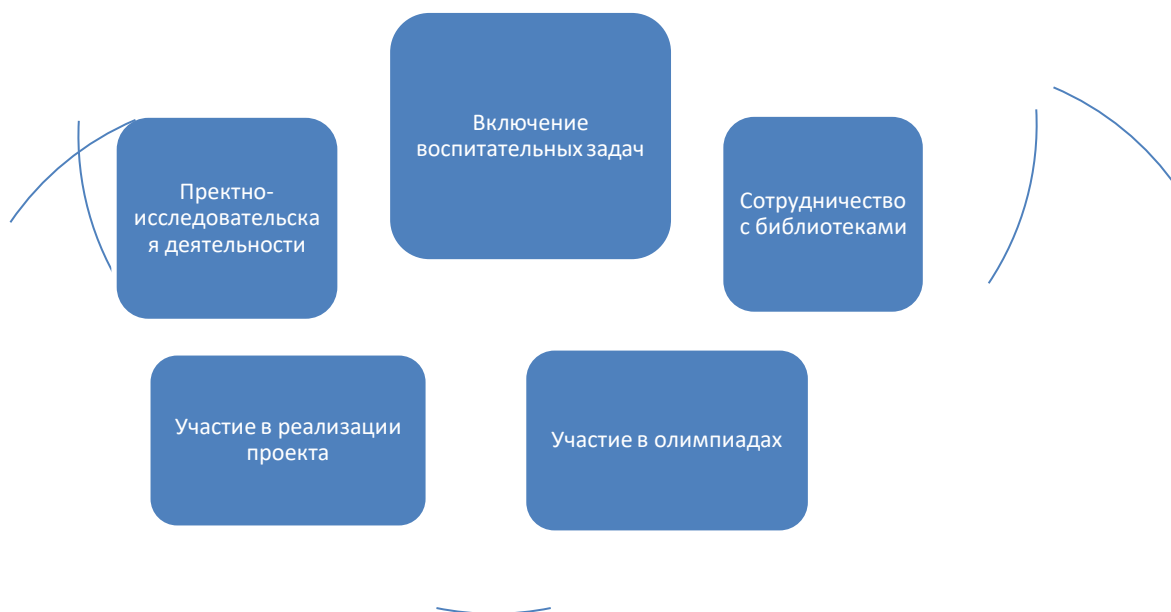 Включение
воспитательных задач
Пректно-
исследовательска
я деятельности
Сотрудничество
с библиотеками
Участие в реализации
проекта
Участие в олимпиадах